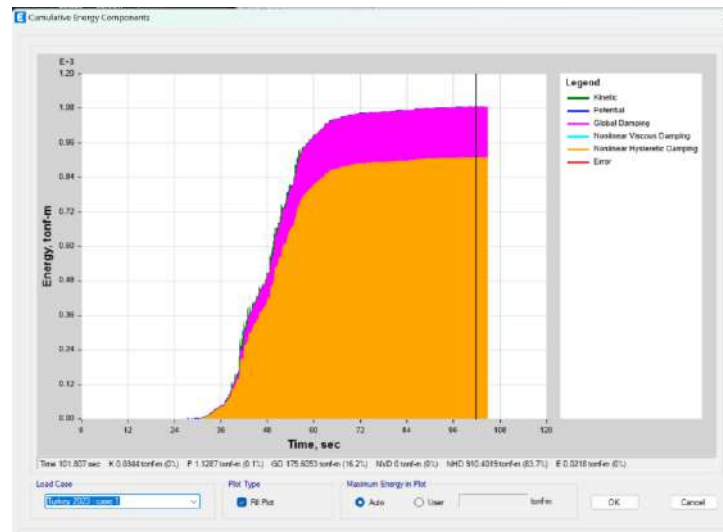 Cumulative Energy Components
E+3
1.20
1.08
0.96
0.84
0.72
0.60
0.48
0.36
0.24
0.12
0.00
Energy, tonf-m
0 12 24 36 48 60 72 84 96 108 120
Time, sec
Legend
Kinetic
Potential
Global Damping
Nonlinear Viscous Damping
Nonlinear Hysteretic Damping
Error
Time 101.807 sec K 0.0344 tonf-m (0%) P 1.1287 tonf-m (0.1%) GD 175.6053 tonf-m (16.2%) NVD 0 tonf-m (0%) NHD 910.4019 tonf-m (83.7%) E 0.0218 tonf-m (0%)
Load Case
Turkey 2023 - case 1
Plot Type
Fill Plot
Maximum Energy in Plot
Auto
User
tonf-m
OK
Cancel